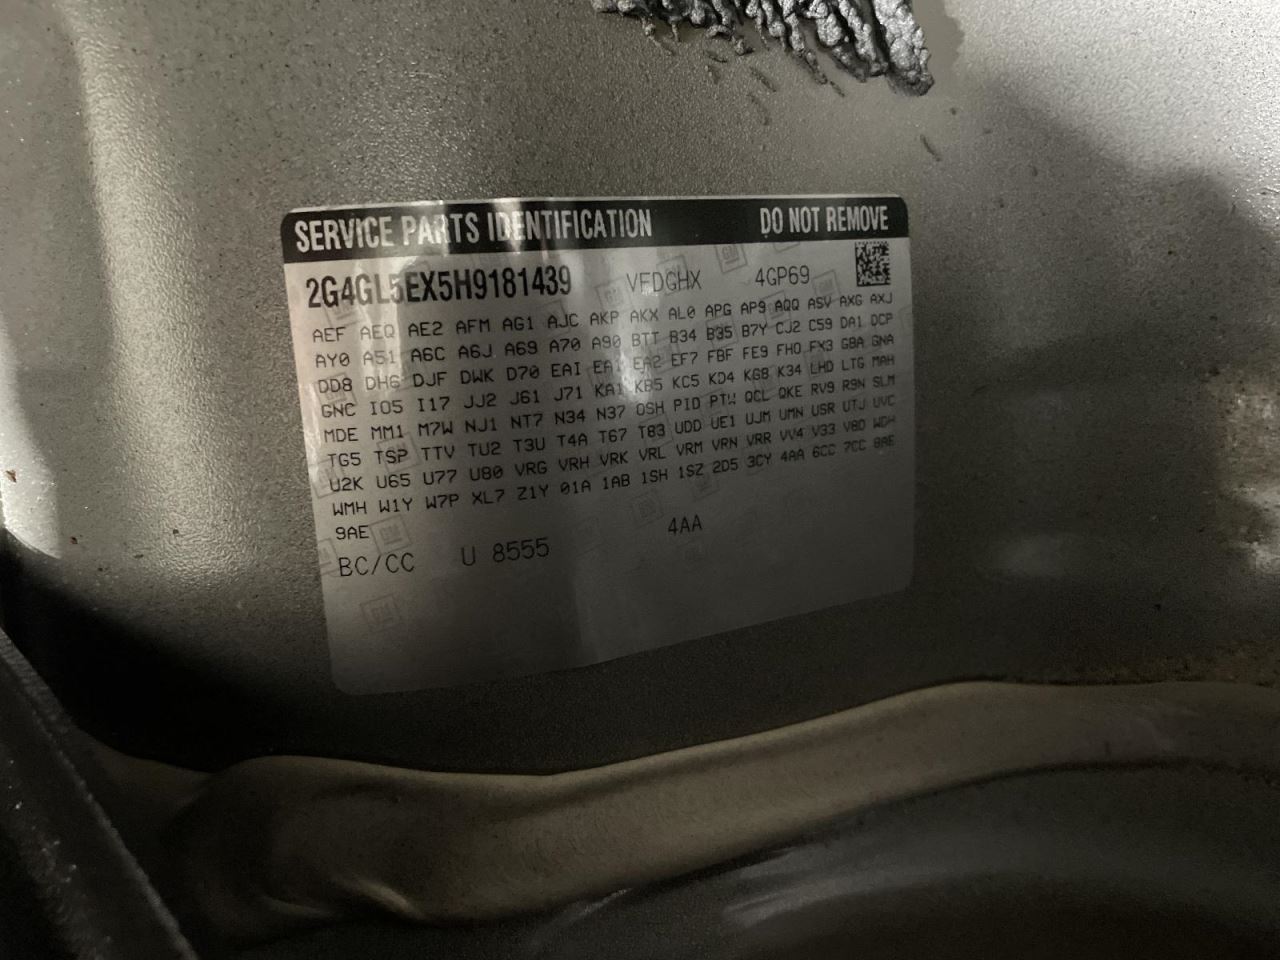 SERVICE PARTS IDENTIFICATION DO NOT REMOVE
2G4GL5EX5H9181439 VFDGHX 4GP69
AEF AEQ AE2 AFM AG1 AJC AKP AKX AL0 APG AP9 AQQ ASV AXG AXJ
AY0 A51 A6C A6J A69 A70 A90 BTT B34 B35 B7Y CJ2 C59 DA1 DCP
DD8 DHG DJF DWK D70 EAI EA1 EA2 EF7 FBF FE9 FHO FX3 GBA GNA
GNC IO5 I17 JJ2 J61 J71 KA1 KB5 KC5 KD4 KG8 K34 LHD LTG MAH
MDE MM1 M7W NJ1 NT7 N34 N37 OSH PID PTW QCL QKE RV9 R9N SLM
TG5 TSP TTV TU2 T3U T4A T67 T83 UDD UE1 UJM UMN USR UTJ UVC
U2K U65 U77 U80 VRG VRH VRK VRL VRM VRN VRR VV4 V33 V8D WDH
WMH W1Y W7P XL7 Z1Y 01A 1AB 1SH 1SZ 2D5 3CY 4AA 6CC 7CC 8AE
9AE
BC/CC U 8555 4AA